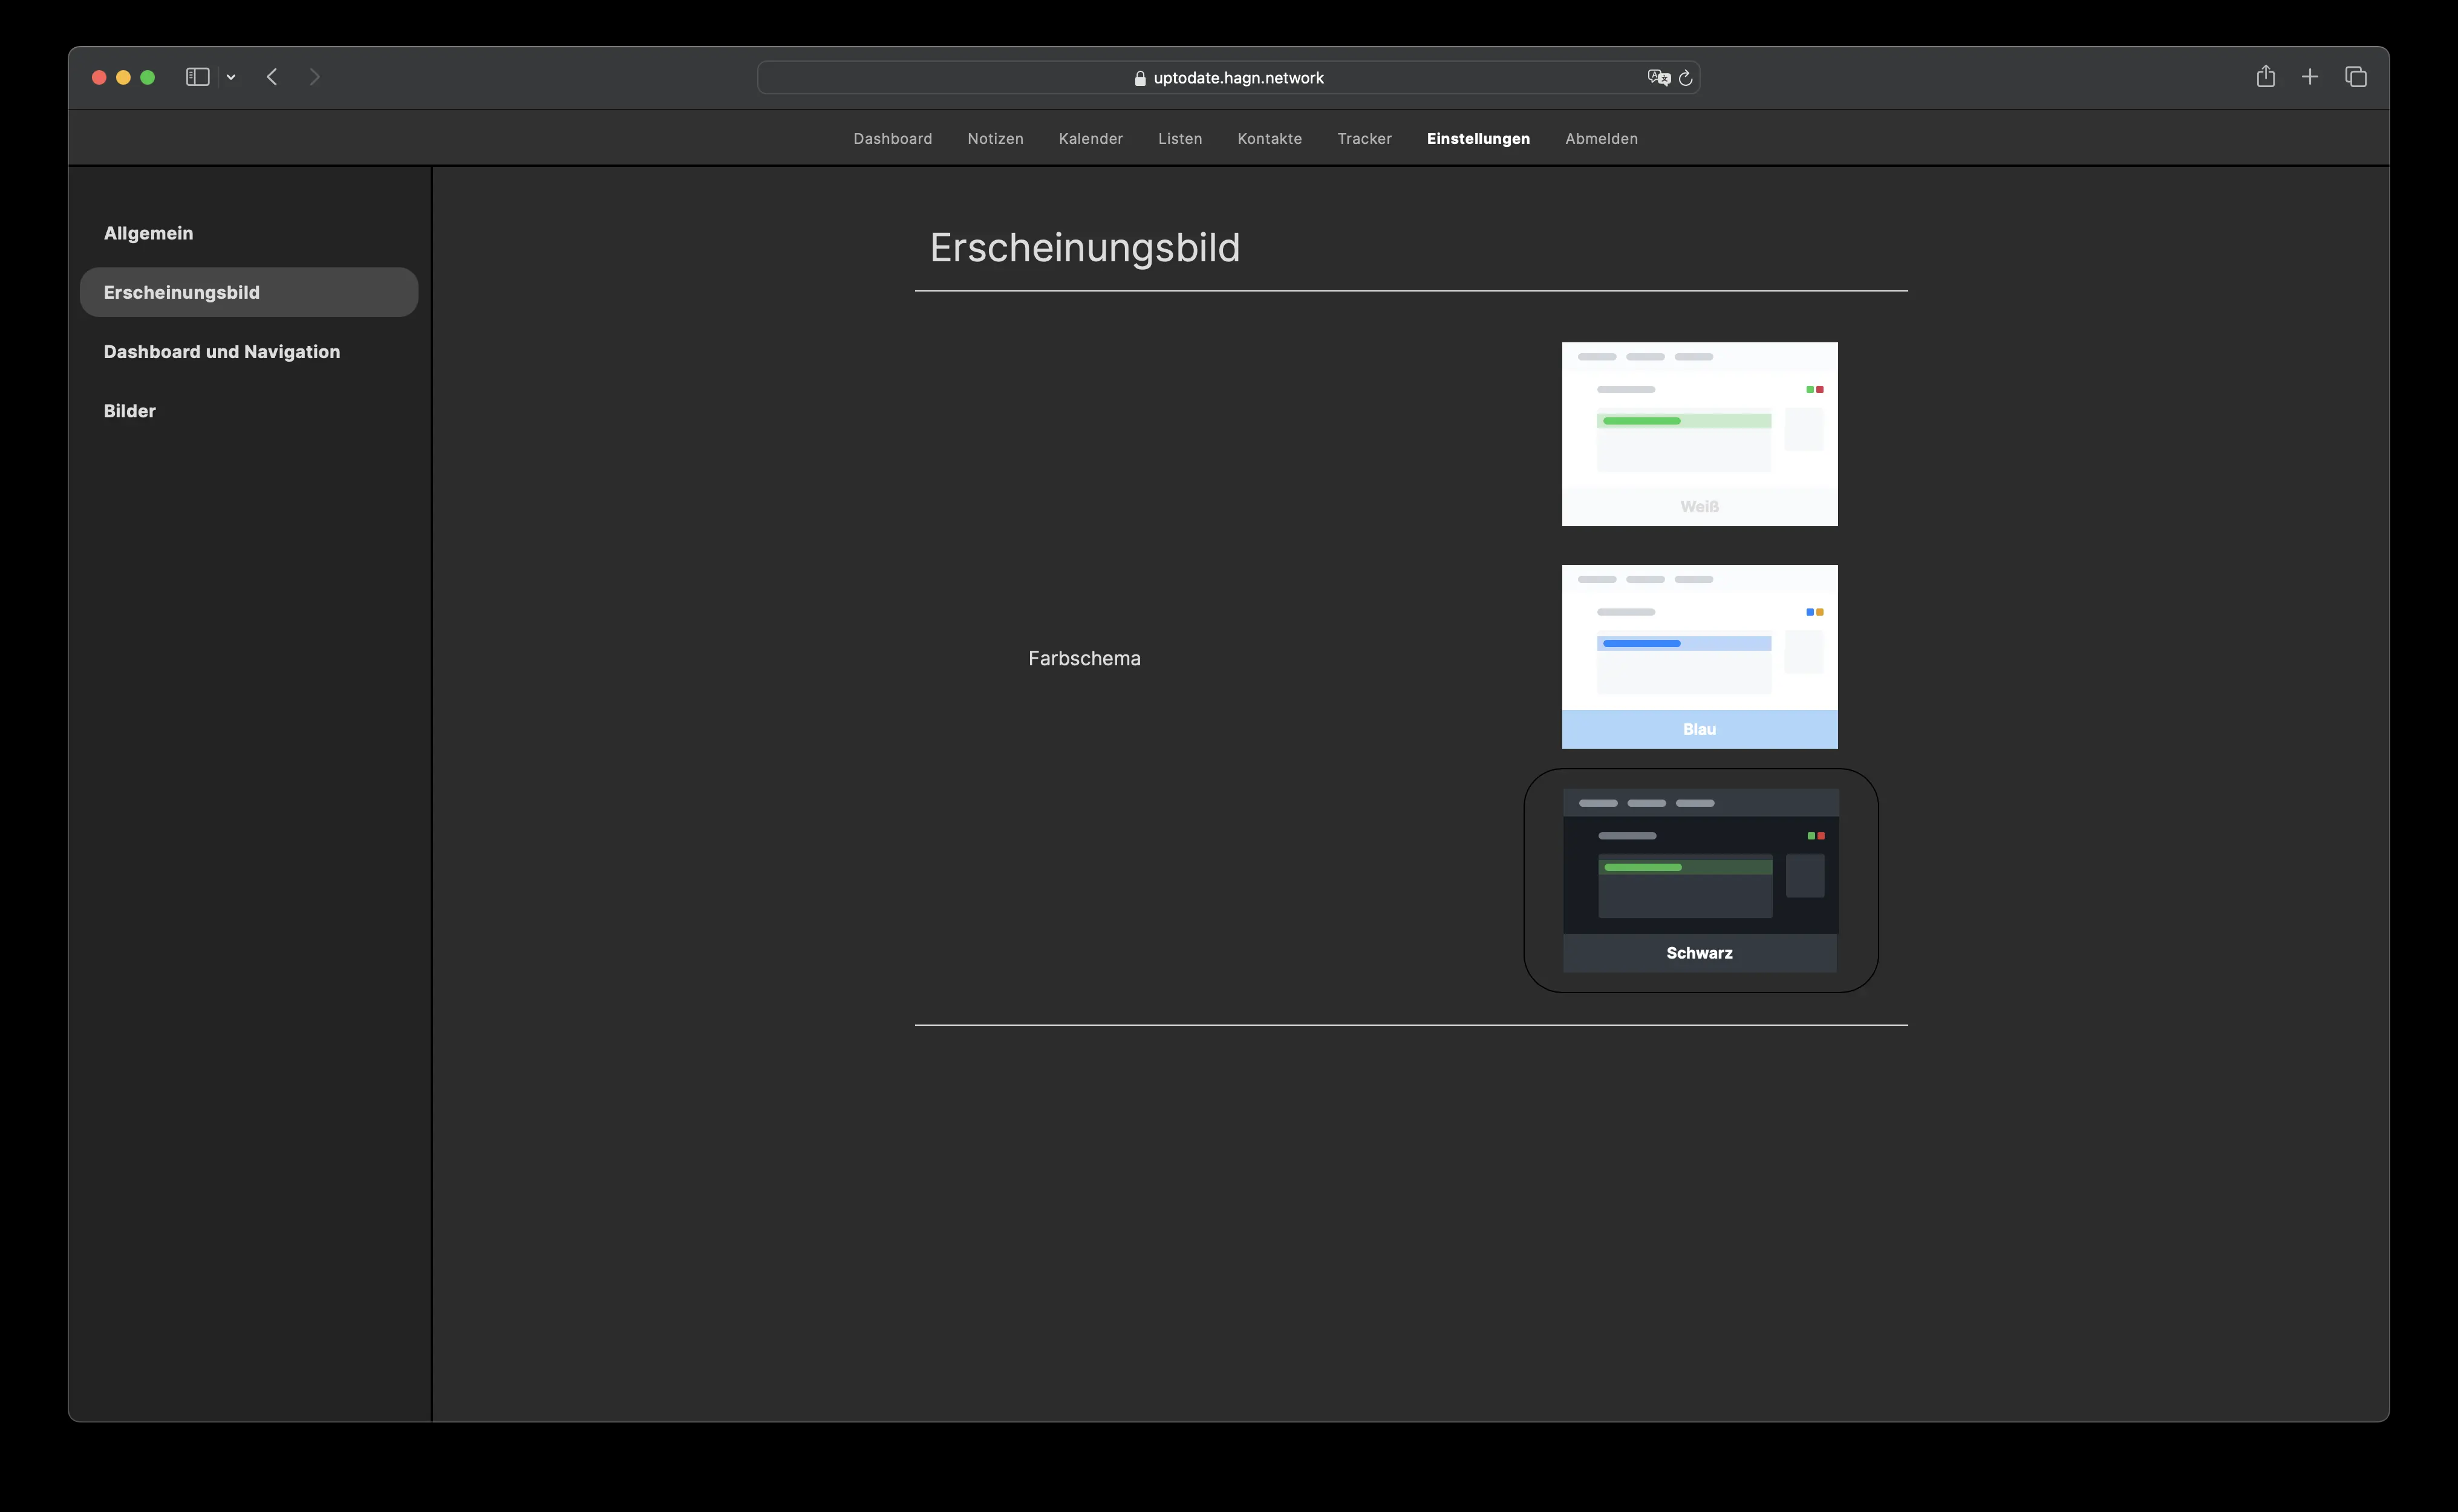 uptodate.hagn.network
Dashboard Notizen Kalender Listen Kontakte Tracker Einstellungen Abmelden
Allgemein
Erscheinungsbild
Dashboard und Navigation
Bilder
Erscheinungsbild
Farbschema
Weiß
Blau
Schwarz